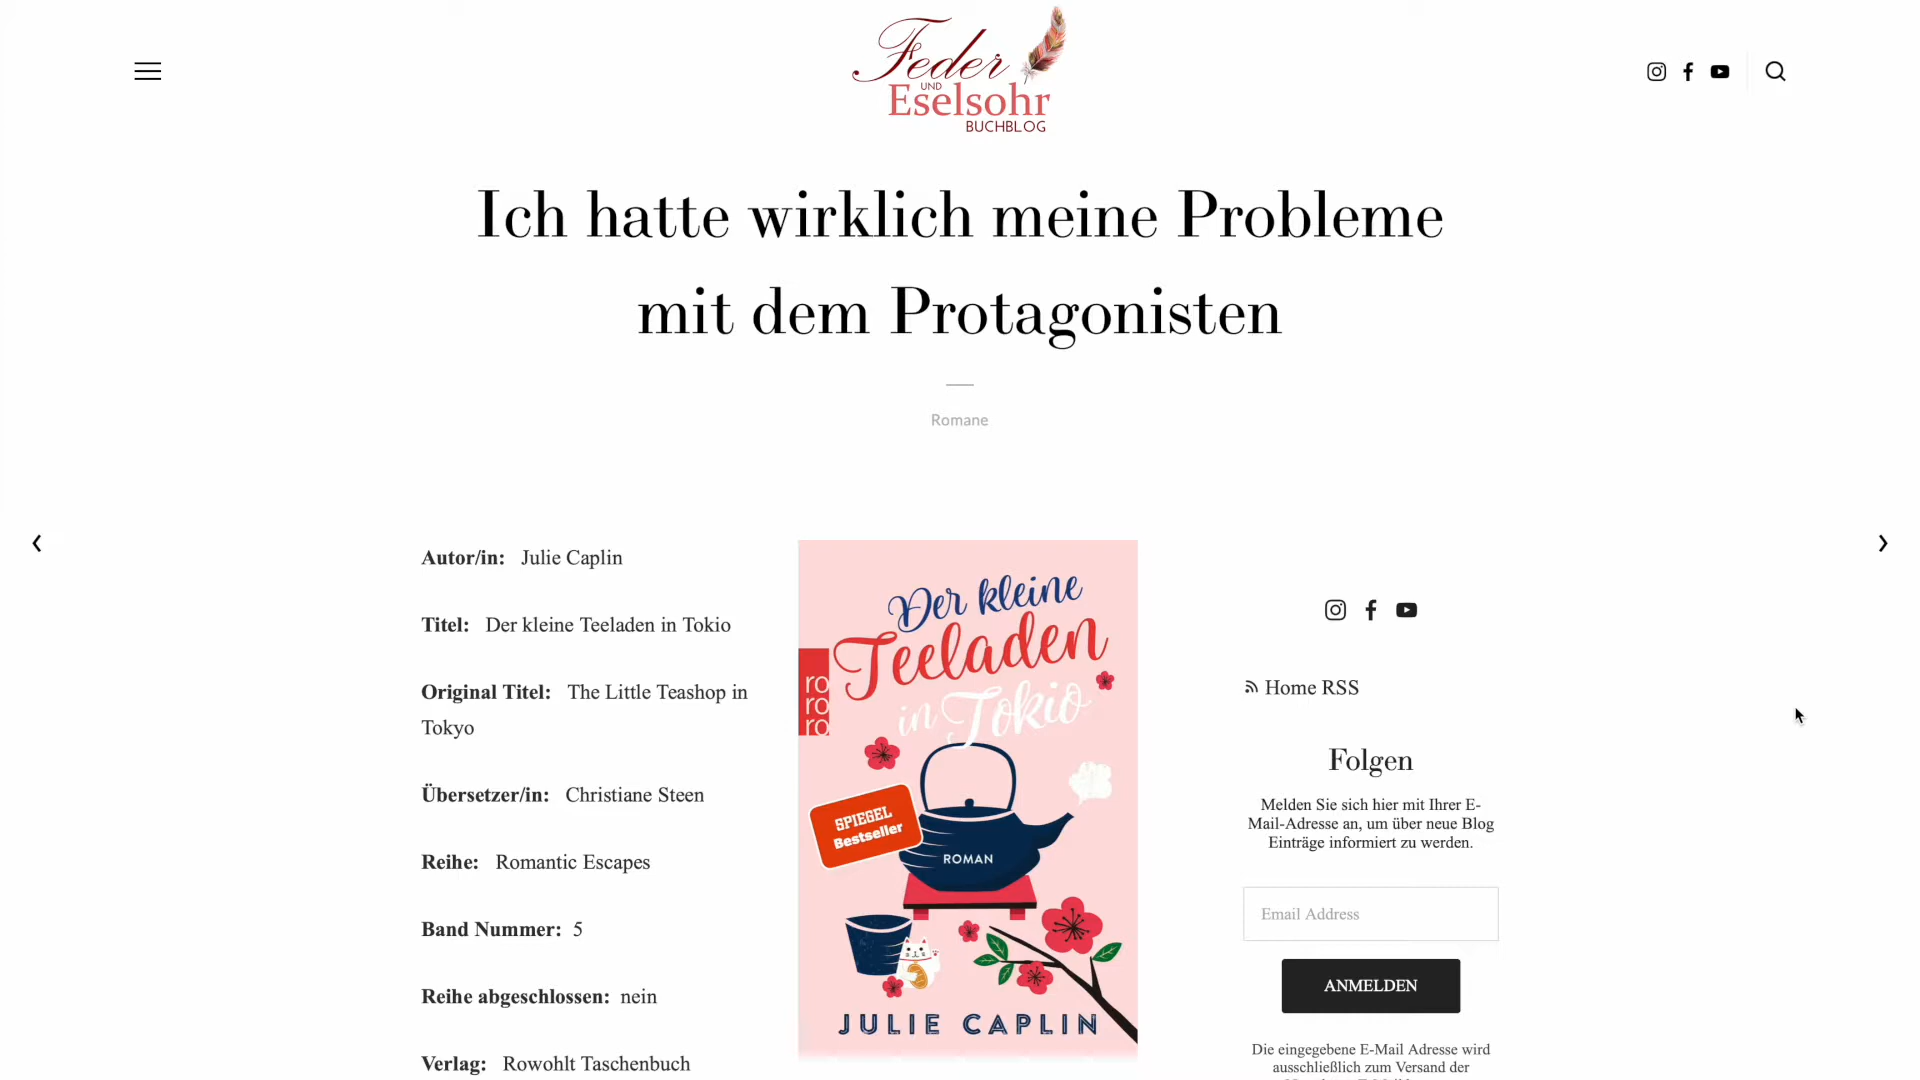 Feder
UND
Eselsohr
BUCHBLOG
Ich hatte wirklich meine Probleme
mit dem Protagonisten
Romane
Autor/in: Julie Caplin
Titel: Der kleine Teeladen in Tokio
Original Titel: The Little Teashop in
Tokyo
Übersetzer/in: Christiane Steen
Reihe: Romantic Escapes
Band Nummer: 5
Reihe abgeschlossen: nein
Verlag: Rowohlt Taschenbuch
Der kleine
Teeladen
in Tokio
ro
ro
ro
SPIEGEL
Bestseller
ROMAN
JULIE CAPLIN
Home RSS
Folgen
Melden Sie sich hier mit Ihrer E-
Mail-Adresse an, um über neue Blog
Einträge informiert zu werden.
Email Address
ANMELDEN
Die eingegebene E-Mail Adresse wird
ausschließlich zum Versand der